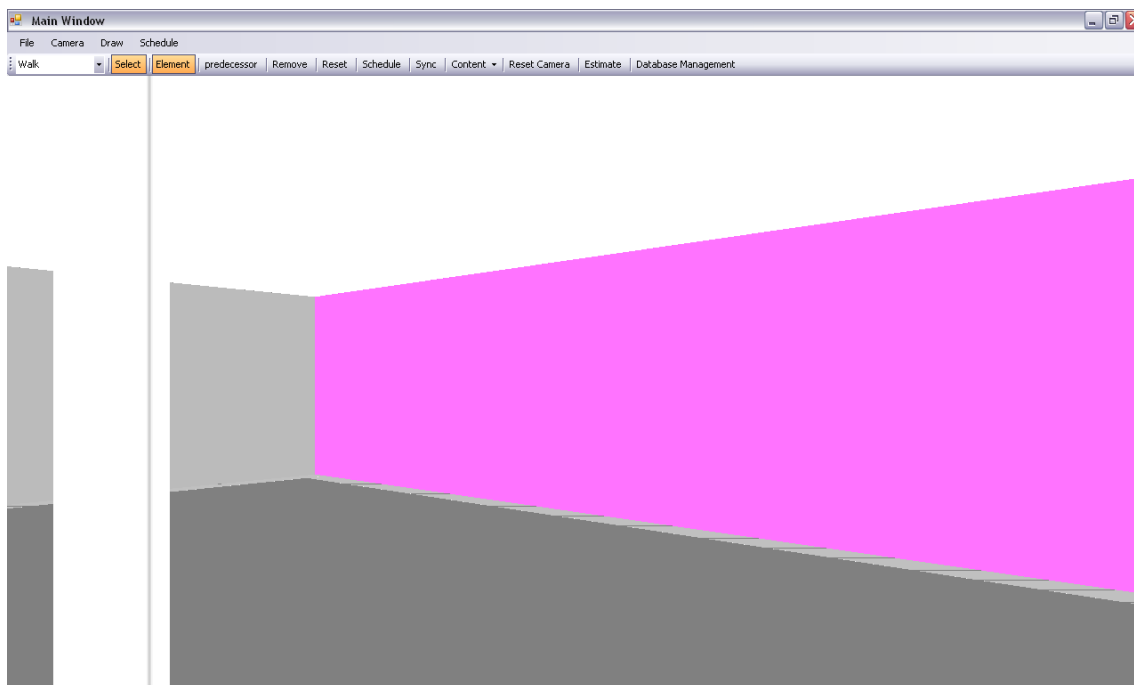 Main Window
File Camera Draw Schedule
Walk Select Element predecessor Remove Reset Schedule Sync Content Reset Camera Estimate Database Management